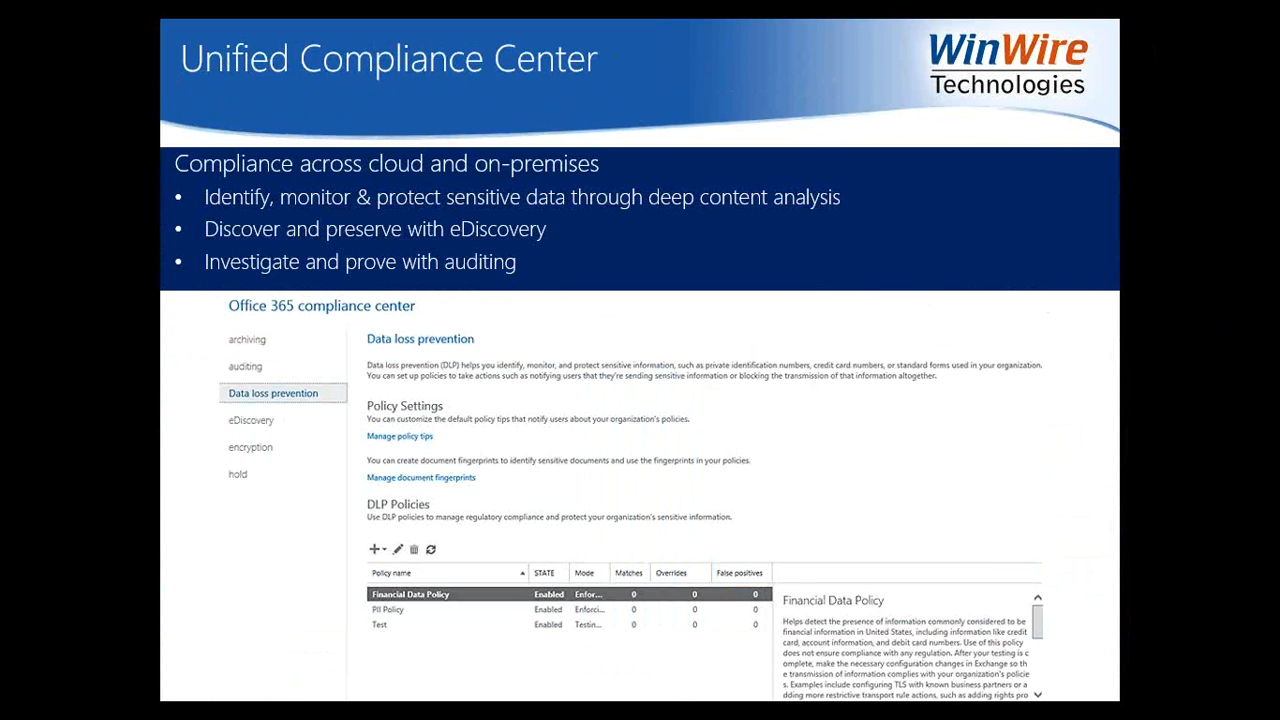 Unified Compliance Center
WinWire
Technologies
Compliance across cloud and on-premises
• Identify, monitor & protect sensitive data through deep content analysis
• Discover and preserve with eDiscovery
• Investigate and prove with auditing
Office 365 compliance center
archiving
auditing
Data loss prevention
eDiscovery
encryption
hold
Data loss prevention
Data loss prevention (DLP) helps you identify, monitor, and protect sensitive information, such as private identification numbers, credit card numbers, or standard forms used in your organization.
You can set up policies to take actions such as notifying users that they're sending sensitive information or blocking the transmission of that information altogether.
Policy Settings
You can customize the default policy tips that notify users about your organization's policies.
Manage policy tips
You can create document fingerprints to identify sensitive documents and use the fingerprints in your policies.
Manage document fingerprints
DLP Policies
Use DLP policies to manage regulatory compliance and protect your organization's sensitive information.
Policy name STATE Mode Matches Overrides False positives
Financial Data Policy Enabled Enfor... 0 0 0
PII Policy Enabled Enforci... 0 0 0
Test Enabled Testin... 0 0 0
Financial Data Policy
Helps detect the presence of information commonly considered to be
financial information in United States, including information like credit
card, account information, and debit card numbers. Use of this policy
does not ensure compliance with any regulation. After your testing is c
omplete, make the necessary configuration changes in Exchange so th
e transmission of information complies with your organization's policie
s. Examples include configuring TLS with known business partners or a
dding more restrictive transport rule actions, such as adding rights pro